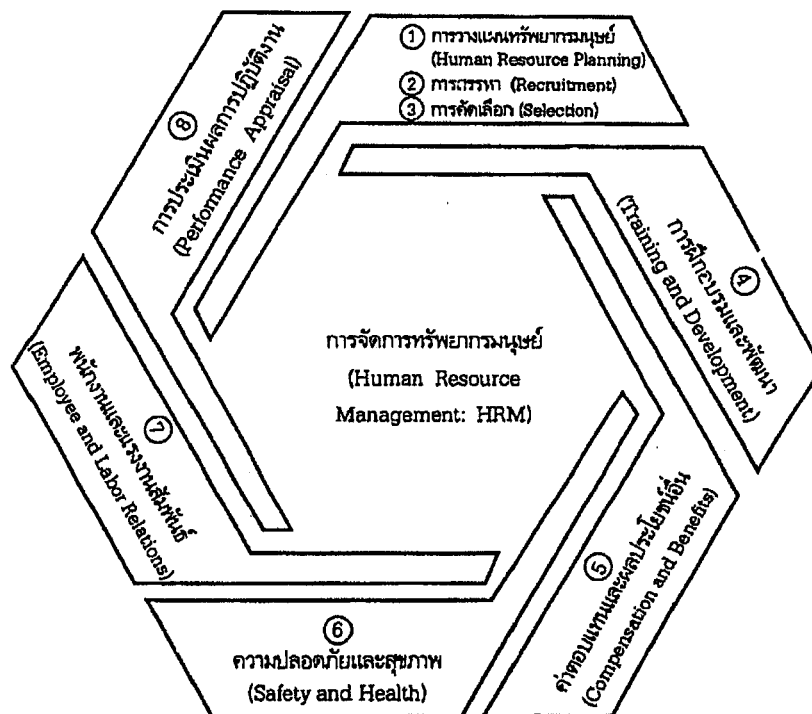 ① การวางแผนทรัพยากรมนุษย์
(Human Resource Planning)
② การสรรหา (Recruitment)
③ การคัดเลือก (Selection)
④
การฝึกอบรมและพัฒนา
(Training and Development)
⑤
ค่าตอบแทนและผลประโยชน์อื่น
(Compensation and Benefits)
⑥
ความปลอดภัยและสุขภาพ
(Safety and Health)
⑦
พนักงานและแรงงานสัมพันธ์
(Employee and Labor Relations)
⑧
การประเมินผลการปฏิบัติงาน
(Performance Appraisal)
การจัดการทรัพยากรมนุษย์
(Human Resource
Management: HRM)